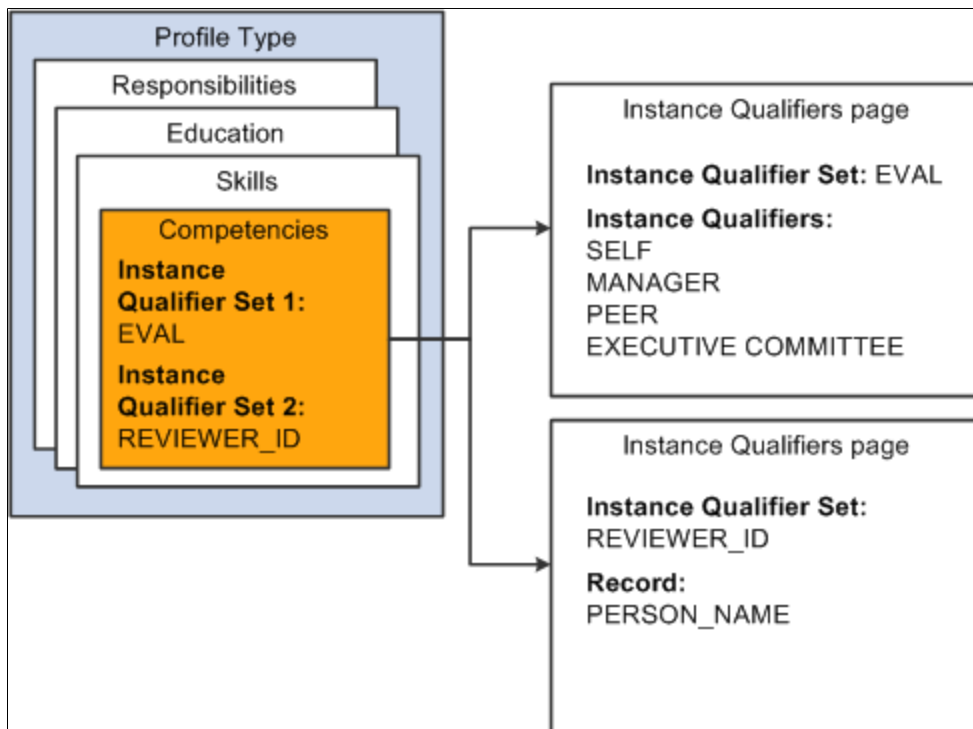 Profile Type
Responsibilities
Education
Skills
Competencies
Instance
Qualifier Set 1:
EVAL
Instance
Qualifier Set 2:
REVIEWER_ID
Instance Qualifiers page
Instance Qualifier Set: EVAL
Instance Qualifiers:
SELF
MANAGER
PEER
EXECUTIVE COMMITTEE
Instance Qualifiers page
Instance Qualifier Set:
REVIEWER_ID
Record:
PERSON_NAME